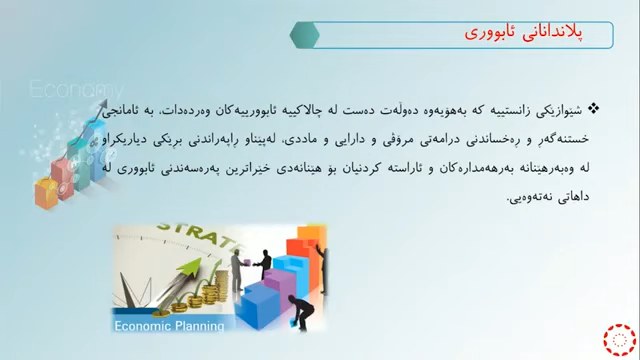 پلاندانانی ئابووری
Economy
❖ شێوازێکی زانستییە کە بەهۆیەوە دەوڵەت دەست لە چالاکییە ئابوورییەکان وەردەدات، بە ئامانجی
خستنەگەڕ و ڕەخساندنی درامەتی مرۆڤی و دارایی و ماددی، لەپێناو ڕاپەڕاندنی بڕێکی دیاریکراو
لە وەبەرهێنانە بەرهەمدارەکان و ئاراستە کردنیان بۆ هێنانەدی خێراترین پەرەسەندنی ئابووری لە
داهاتی نەتەوەیی.
STRATE
Economic Planning